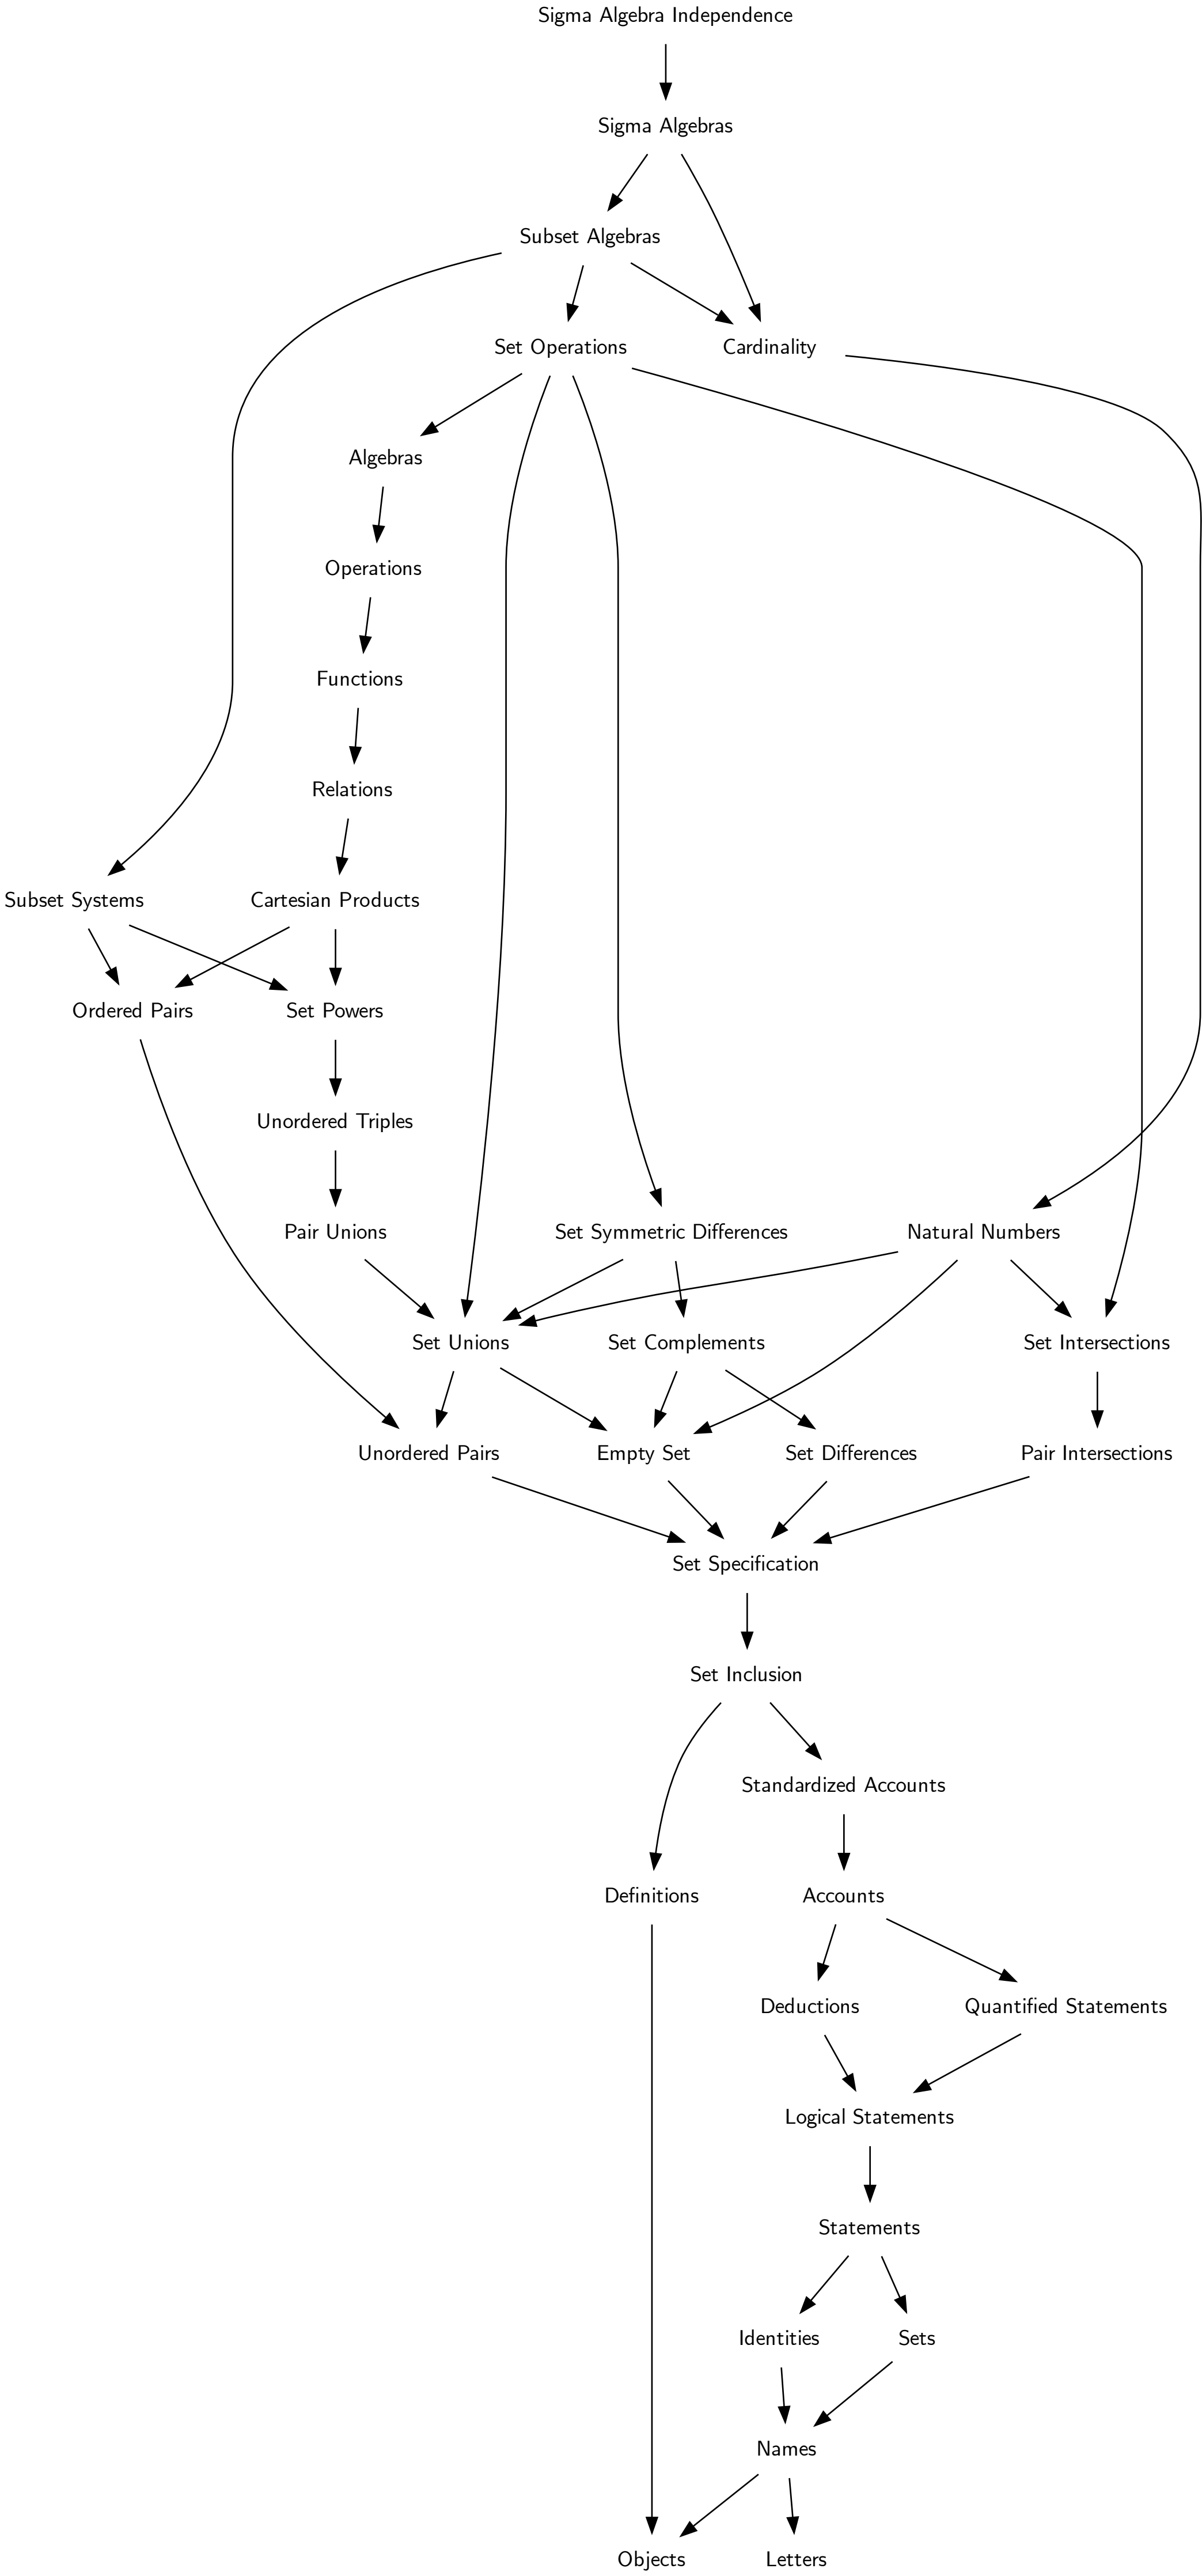 Sigma Algebra Independence
Sigma Algebras
Subset Algebras
Set Operations
Cardinality
Algebras
Operations
Functions
Relations
Subset Systems
Cartesian Products
Ordered Pairs
Set Powers
Unordered Triples
Pair Unions
Set Symmetric Differences
Natural Numbers
Set Unions
Set Complements
Set Intersections
Unordered Pairs
Empty Set
Set Differences
Pair Intersections
Set Specification
Set Inclusion
Standardized Accounts
Definitions
Accounts
Deductions
Quantified Statements
Logical Statements
Statements
Identities
Sets
Names
Objects
Letters